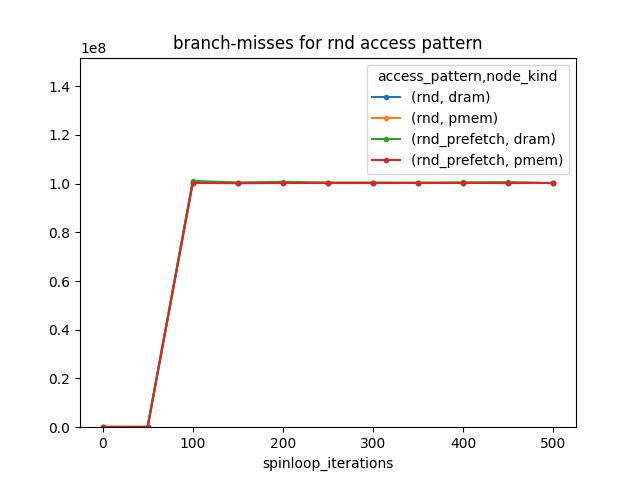 branch-misses for rnd access pattern
1e8
access_pattern,node_kind
(rnd, dram)
(rnd, pmem)
(rnd_prefetch, dram)
(rnd_prefetch, pmem)
1.4
1.2
1.0
0.8
0.6
0.4
0.2
0.0
0 100 200 300 400 500
spinloop_iterations